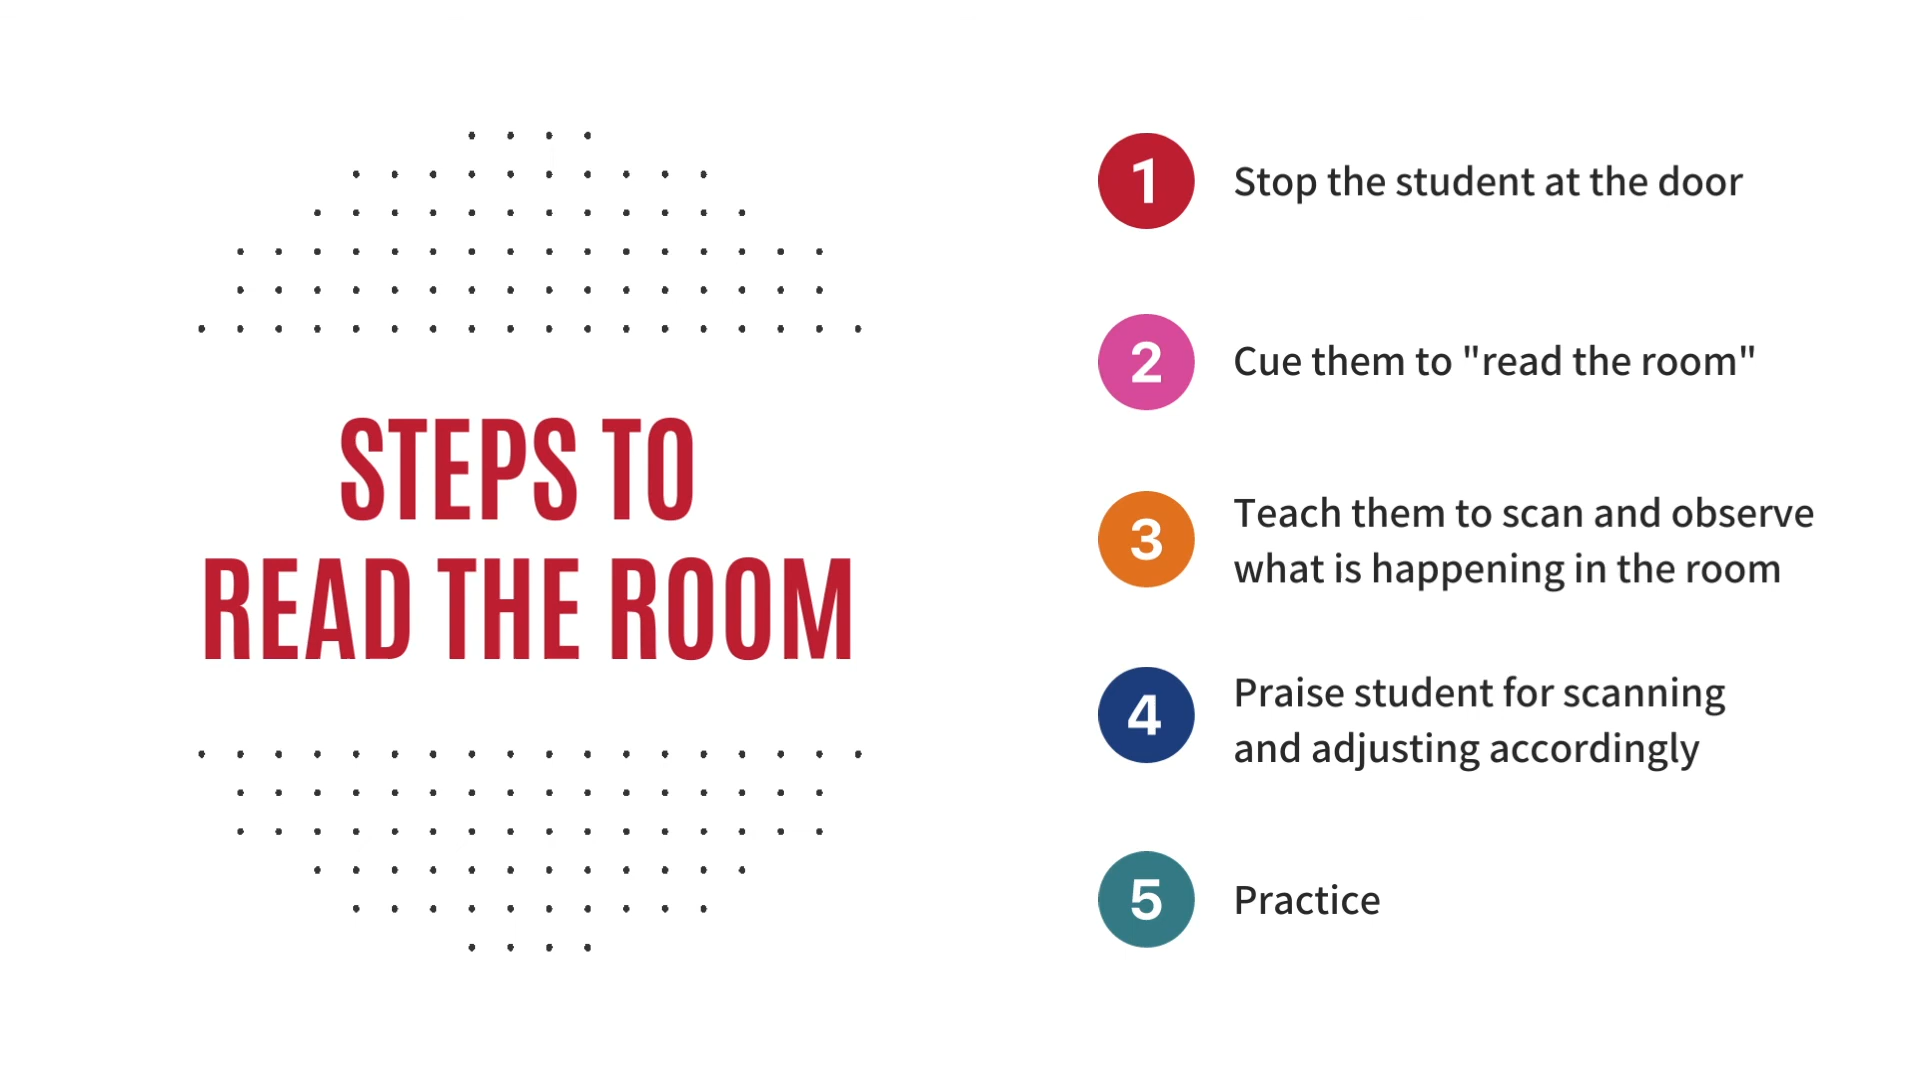 STEPS TO
READ THE ROOM
1 Stop the student at the door
2 Cue them to "read the room"
3 Teach them to scan and observe
what is happening in the room
4 Praise student for scanning
and adjusting accordingly
5 Practice